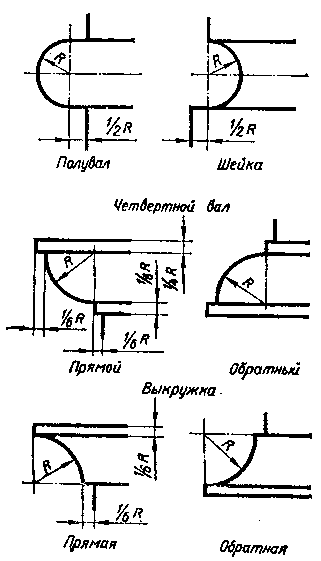 R R
1/2 R 1/2 R
Полувал Шейка
Четвертной вал
R 1/6 R 1/6 R R
1/6 R 1/6 R
Прямой Обратный
Выкружка
R 1/6 R R
1/6 R
Прямая Обратная